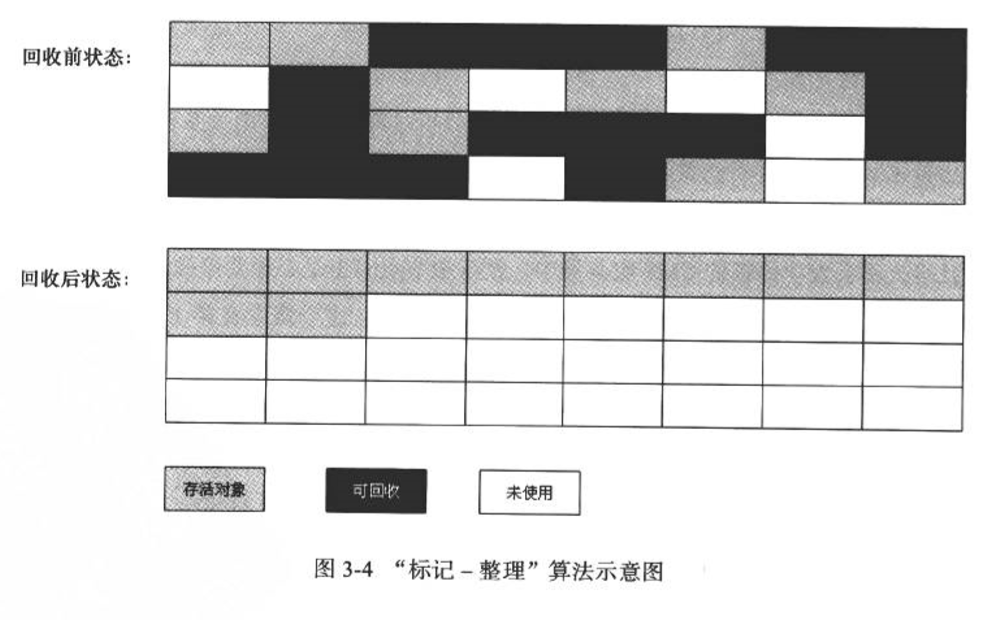 回收前状态：
回收后状态：
存活对象
可回收
未使用
图 3-4 “标记 – 整理”算法示意图